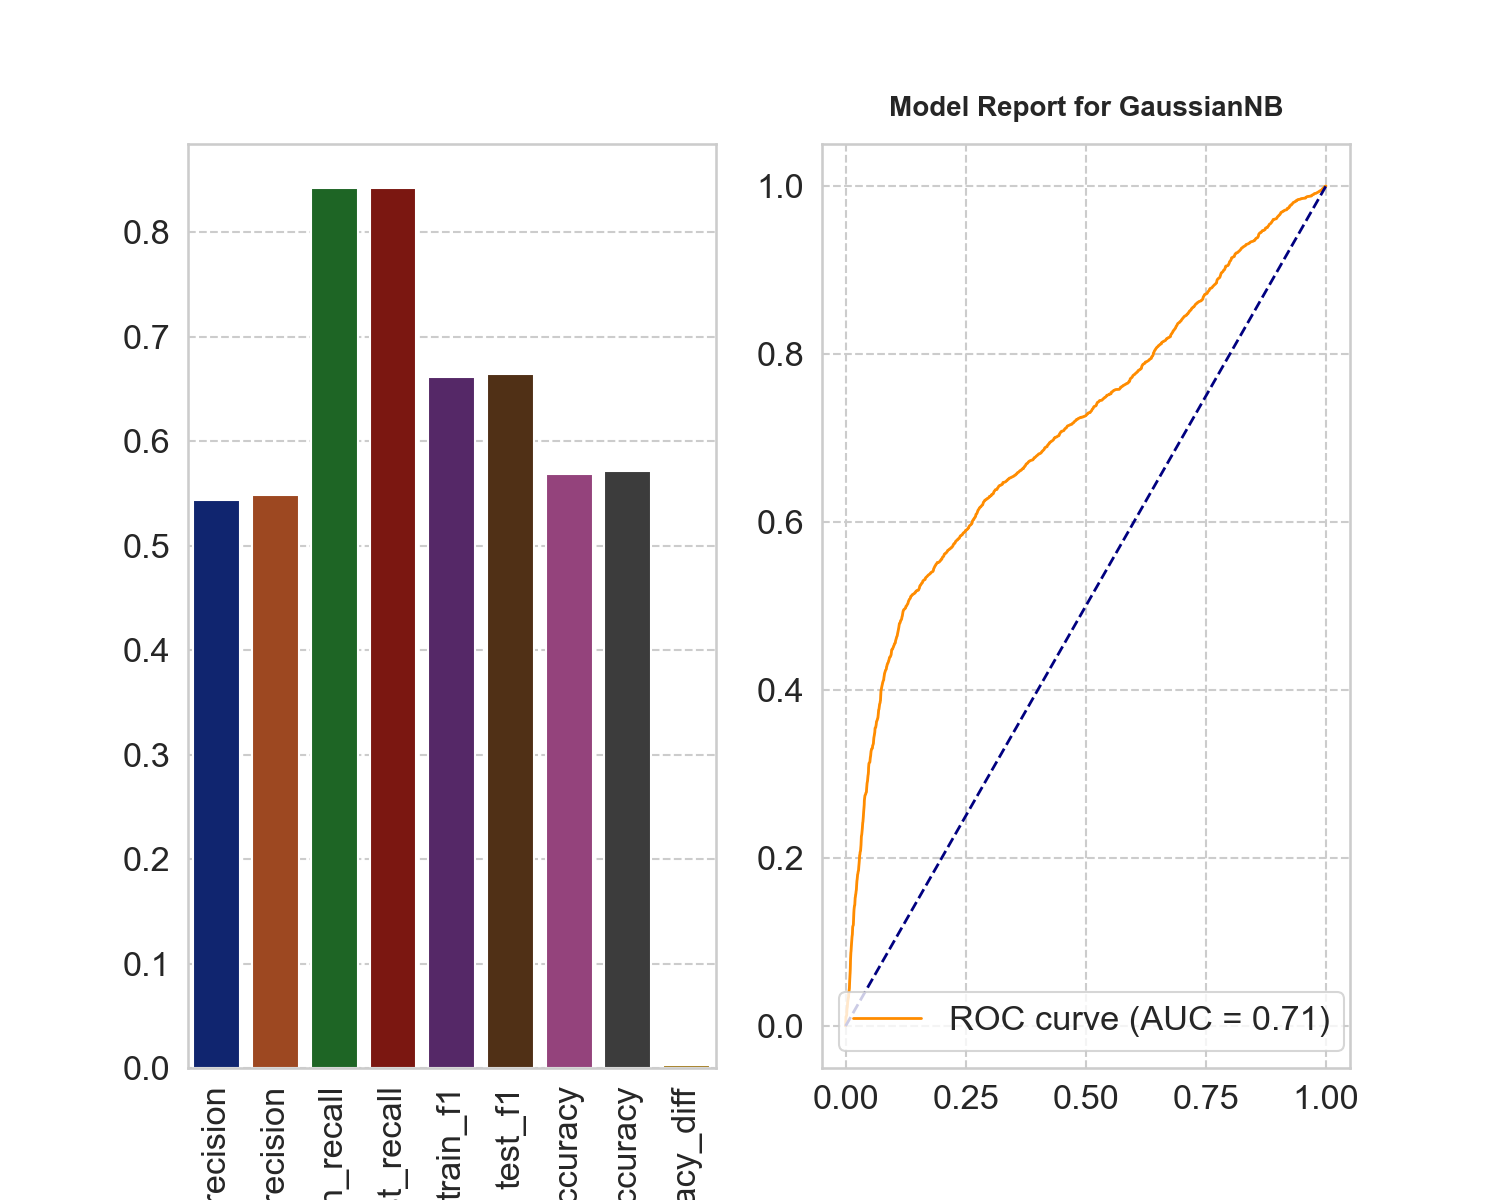 Model Report for GaussianNB
0.8
0.7
0.6
0.5
0.4
0.3
0.2
0.1
0.0
recision
recision
n_recall
t_recall
train_f1
test_f1
ccuracy
ccuracy
acy_diff
1.0
0.8
0.6
0.4
0.2
0.0
0.00 0.25 0.50 0.75 1.00
ROC curve (AUC = 0.71)